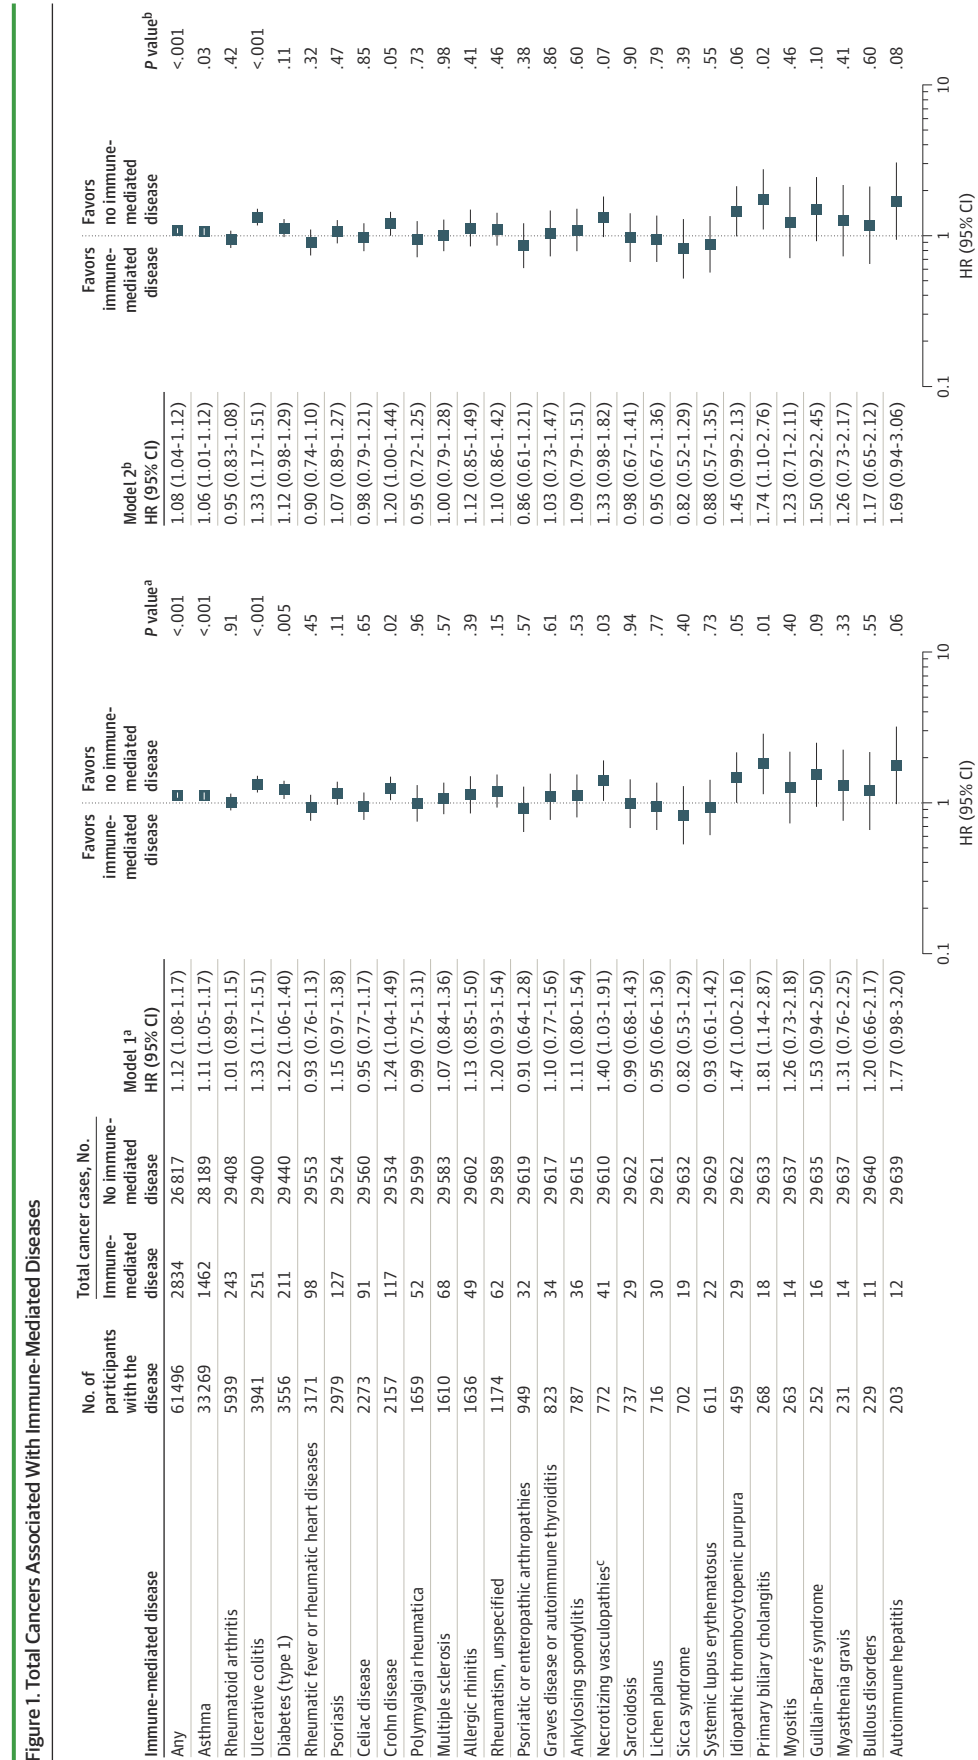 Figure 1. Total Cancers Associated With Immune-Mediated Diseases
Immune-mediated disease No. of participants with the disease Total cancer cases, No. Immune-mediated disease No immune-mediated disease Model 1a HR (95% CI) Favors immune-mediated disease Favors no immune-mediated disease P valuea Model 2b HR (95% CI) Favors immune-mediated disease Favors no immune-mediated disease P valueb
Any 61496 2834 26817 1.12 (1.08-1.17) <.001 1.08 (1.04-1.12) <.001
Asthma 33269 1462 28189 1.11 (1.05-1.17) <.001 1.06 (1.01-1.12) .03
Rheumatoid arthritis 5939 243 29408 1.01 (0.89-1.15) .91 0.95 (0.83-1.08) .42
Ulcerative colitis 3941 251 29400 1.33 (1.17-1.51) <.001 1.33 (1.17-1.51) <.001
Diabetes (type 1) 3556 211 29440 1.22 (1.06-1.40) .005 1.12 (0.98-1.29) .11
Rheumatic fever or rheumatic heart diseases 3171 98 29553 0.93 (0.76-1.13) .45 0.90 (0.74-1.10) .32
Psoriasis 2979 127 29524 1.15 (0.97-1.38) .11 1.07 (0.89-1.27) .47
Celiac disease 2273 91 29560 0.95 (0.77-1.17) .65 0.98 (0.79-1.21) .85
Crohn disease 2157 117 29534 1.24 (1.04-1.49) .02 1.20 (1.00-1.44) .05
Polymyalgia rheumatica 1659 52 29599 0.99 (0.75-1.31) .96 0.95 (0.72-1.25) .73
Multiple sclerosis 1610 68 29583 1.07 (0.84-1.36) .57 1.00 (0.79-1.28) .98
Allergic rhinitis 1636 49 29602 1.13 (0.85-1.50) .39 1.12 (0.85-1.49) .41
Rheumatism, unspecified 1174 62 29589 1.20 (0.93-1.54) .15 1.10 (0.86-1.42) .46
Psoriatic or enteropathic arthropathies 949 32 29619 0.91 (0.64-1.28) .57 0.86 (0.61-1.21) .38
Graves disease or autoimmune thyroiditis 823 34 29617 1.10 (0.77-1.56) .61 1.03 (0.73-1.47) .86
Ankylosing spondylitis 787 36 29615 1.11 (0.80-1.54) .53 1.09 (0.79-1.51) .60
Necrotizing vasculopathiesc 772 41 29610 1.40 (1.03-1.91) .03 1.33 (0.98-1.82) .07
Sarcoidosis 737 29 29622 0.99 (0.68-1.43) .94 0.98 (0.67-1.41) .90
Lichen planus 716 30 29621 0.95 (0.66-1.36) .77 0.95 (0.67-1.36) .79
Sicca syndrome 702 19 29632 0.82 (0.53-1.29) .40 0.82 (0.52-1.29) .39
Systemic lupus erythematosus 611 22 29629 0.93 (0.61-1.42) .73 0.88 (0.57-1.35) .55
Idiopathic thrombocytopenic purpura 459 29 29622 1.47 (1.00-2.16) .05 1.45 (0.99-2.13) .06
Primary biliary cholangitis 268 18 29633 1.81 (1.14-2.87) .01 1.74 (1.10-2.76) .02
Myositis 263 14 29637 1.26 (0.73-2.18) .40 1.23 (0.71-2.11) .46
Guillain-Barré syndrome 252 16 29635 1.53 (0.94-2.50) .09 1.50 (0.92-2.45) .10
Myasthenia gravis 231 14 29637 1.31 (0.76-2.25) .33 1.26 (0.73-2.17) .41
Bullous disorders 229 11 29640 1.20 (0.66-2.17) .55 1.17 (0.65-2.12) .60
Autoimmune hepatitis 203 12 29639 1.77 (0.98-3.20) .06 1.69 (0.94-3.06) .08
0.1 1 10 0.1 1 10
HR (95% CI) HR (95% CI)